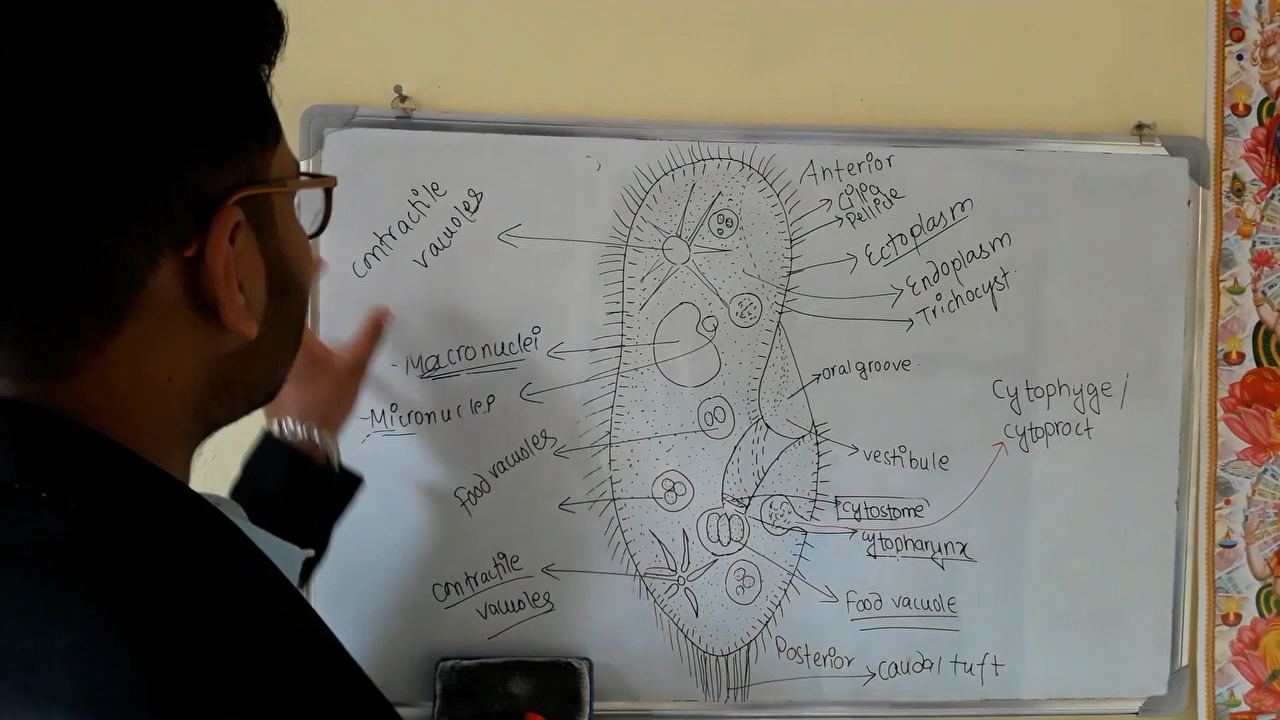 Anterior
Cilia
Pellicle
Ectoplasm
Endoplasm
Trichocyst
oral groove
vestibule
Cytophyge /
cytoproct
cytostome
cytopharynx
Food vacuole
Posterior
caudal tuft
contractile
vacuoles
- Macronuclei
- Micronuclei
Food vacuoles
contractile
vacuoles